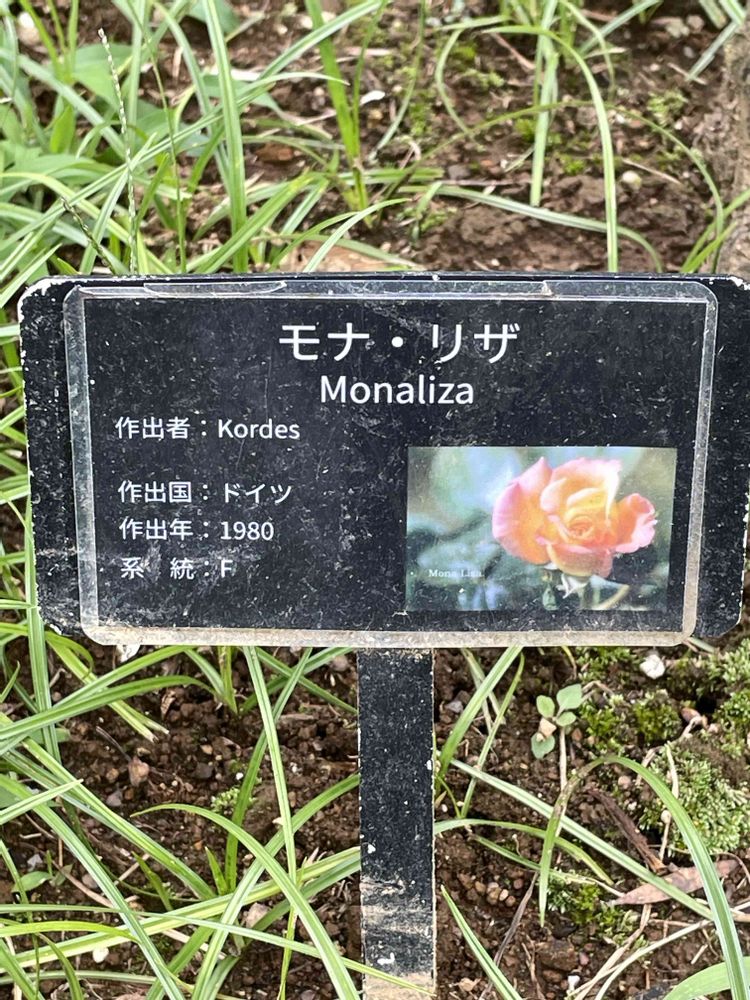 モナ・リザ
Monaliza
作出者：Kordes
作出国：ドイツ
作出年：1980
系　統：F
Mona Lisa